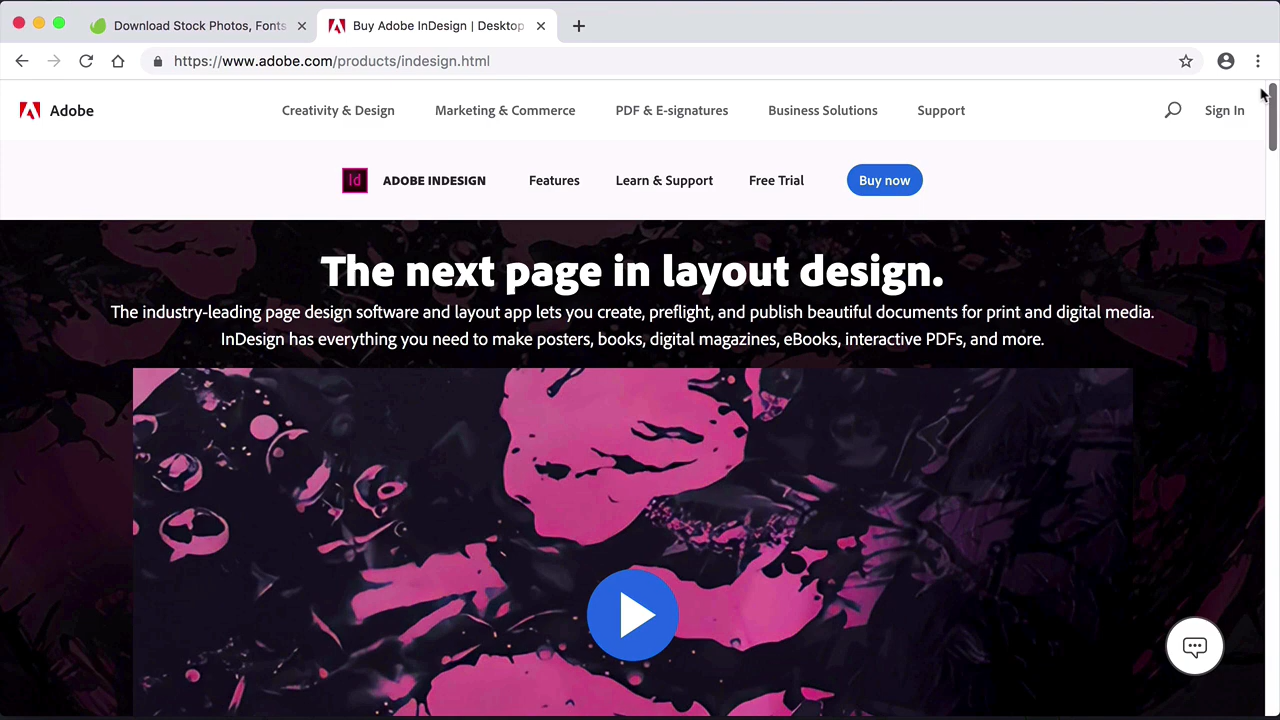 Download Stock Photos, Fonts
Buy Adobe InDesign | Desktop
https://www.adobe.com/products/indesign.html
Adobe
Creativity & Design
Marketing & Commerce
PDF & E-signatures
Business Solutions
Support
Sign In
Id
ADOBE INDESIGN
Features
Learn & Support
Free Trial
Buy now
The next page in layout design.
The industry-leading page design software and layout app lets you create, preflight, and publish beautiful documents for print and digital media.
InDesign has everything you need to make posters, books, digital magazines, eBooks, interactive PDFs, and more.